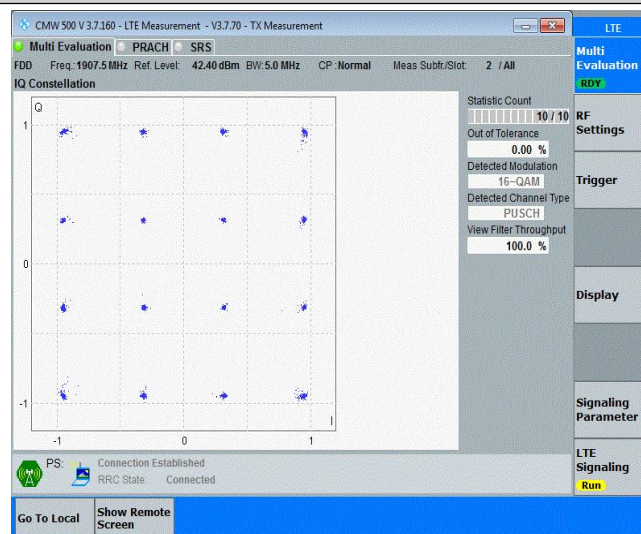 CMW 500 V 3.7.160 - LTE Measurement - V3.7.70 - TX Measurement
LTE
Multi Evaluation PRACH SRS
FDD Freq.: 1907.5 MHz Ref. Level: 42.40 dBm BW: 5.0 MHz CP : Normal Meas Subfr./Slot: 2 / All
IQ Constellation
Q
1
0
-1
-1 0 1
I
Statistic Count
10 / 10
Out of Tolerance
0.00 %
Detected Modulation
16-QAM
Detected Channel Type
PUSCH
View Filter Throughput
100.0 %
Multi
Evaluation
RDY
RF
Settings
Trigger
Display
Signaling
Parameter
LTE
Signaling
Run
PS: Connection Established
RRC State: Connected
Go To Local
Show Remote
Screen